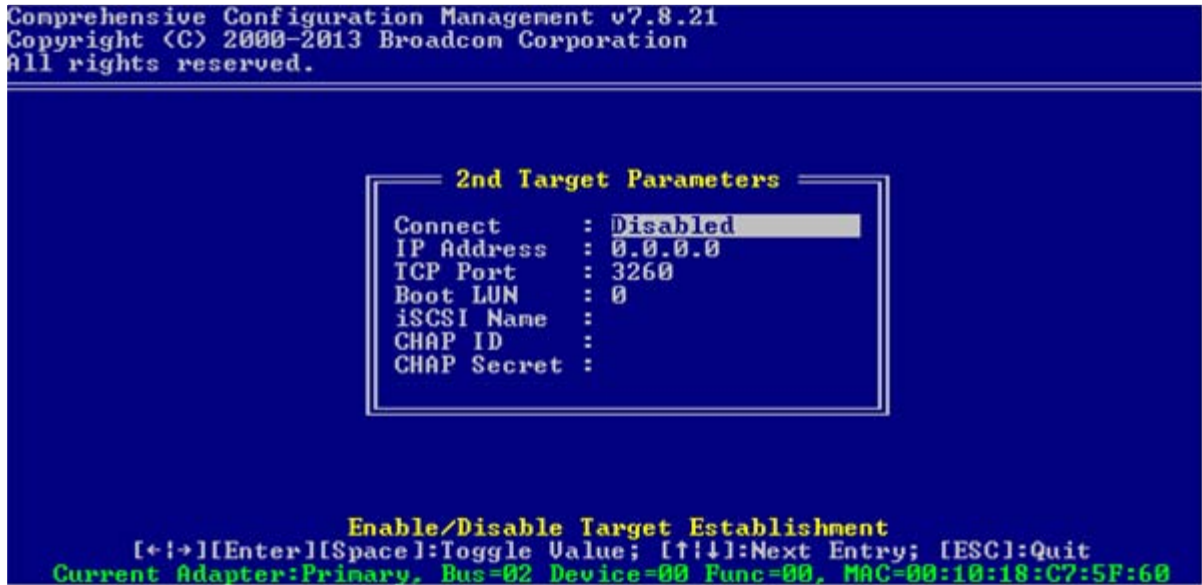 Comprehensive Configuration Management v7.8.21
Copyright (C) 2000-2013 Broadcom Corporation
All rights reserved.
2nd Target Parameters
Connect : Disabled
IP Address : 0.0.0.0
TCP Port : 3260
Boot LUN : 0
iSCSI Name :
CHAP ID :
CHAP Secret :
Enable/Disable Target Establishment
[←|→][Enter][Space]:Toggle Value; [↑|↓]:Next Entry; [ESC]:Quit
Current Adapter:Primary, Bus=02 Device=00 Func=00, MAC=00:10:18:C7:5F:60